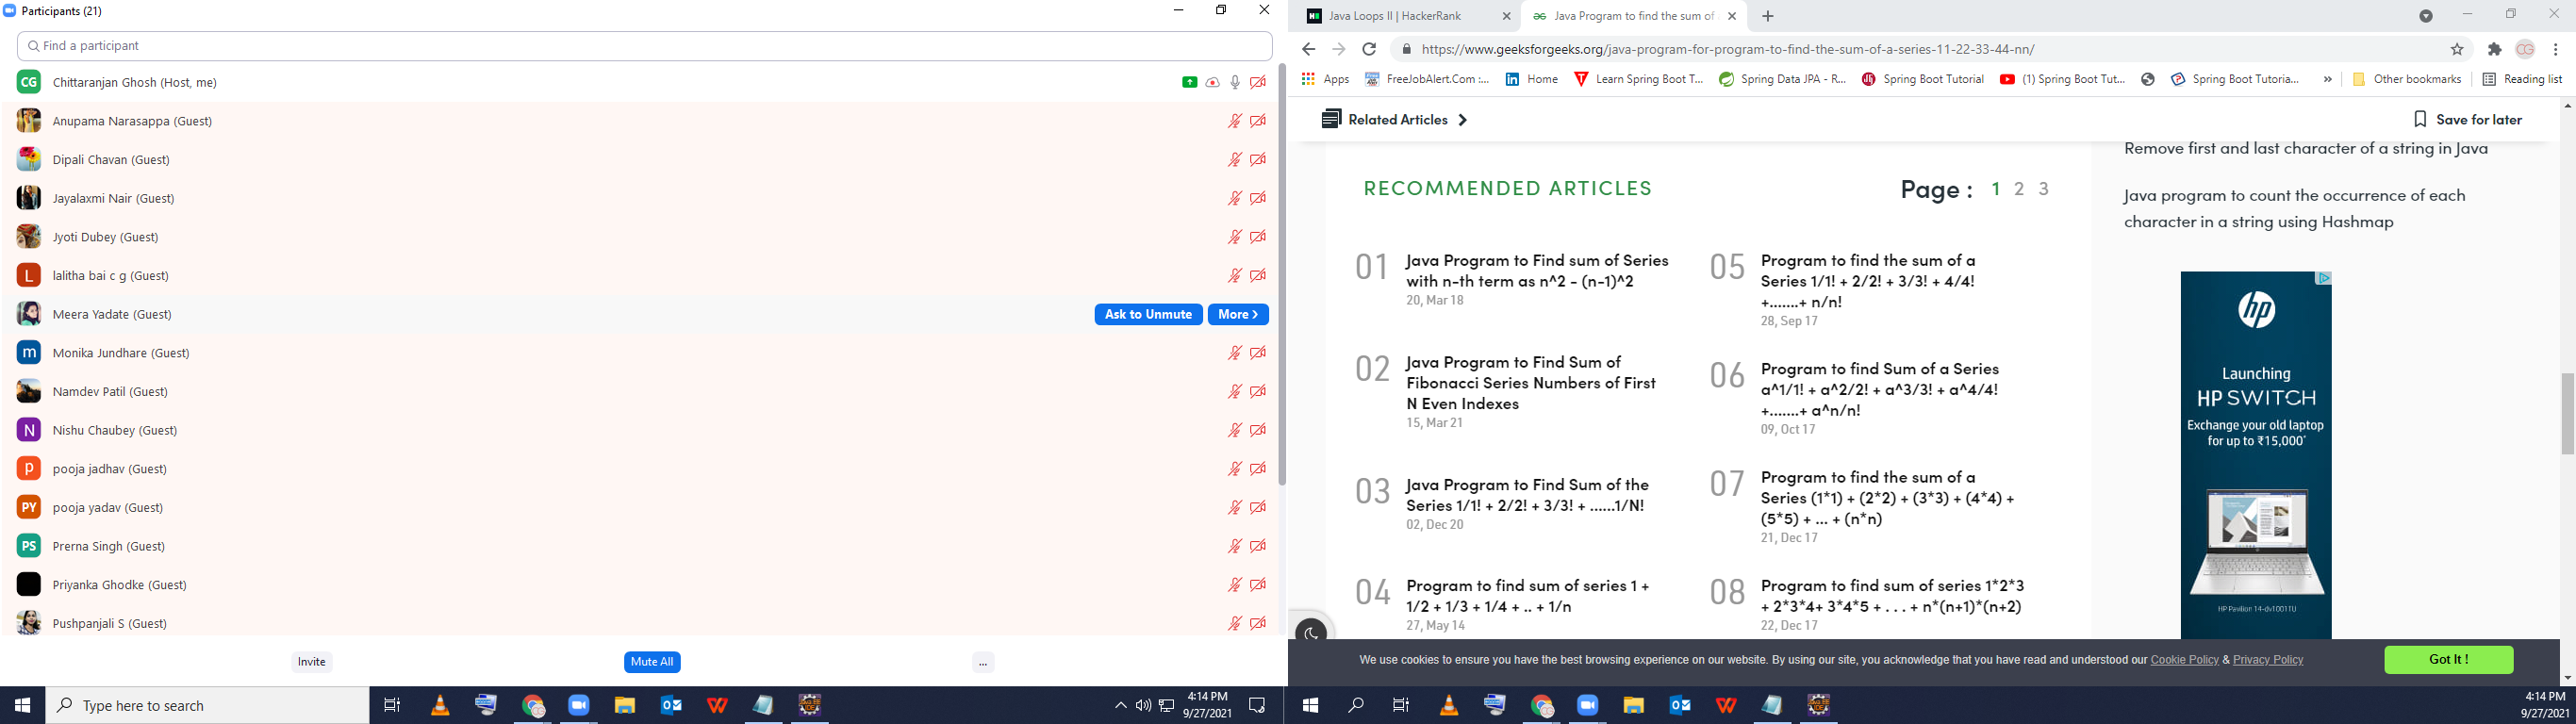 Participants (21)
Find a participant
CG Chittaranjan Ghosh (Host, me)
Anupama Narasappa (Guest)
Dipali Chavan (Guest)
Jayalaxmi Nair (Guest)
Jyoti Dubey (Guest)
L lalitha bai c g (Guest)
Meera Yadate (Guest) Ask to Unmute More >
m Monika Jundhare (Guest)
Namdev Patil (Guest)
N Nishu Chaubey (Guest)
p pooja jadhav (Guest)
PY pooja yadav (Guest)
PS Prerna Singh (Guest)
Priyanka Ghodke (Guest)
Pushpanjali S (Guest)
Invite Mute All ...
Type here to search
4:14 PM
9/27/2021
Java Loops II | HackerRank
Java Program to find the sum of
https://www.geeksforgeeks.org/java-program-for-program-to-find-the-sum-of-a-series-11-22-33-44-nn/
Apps FreeJobAlert.Com :... Home Learn Spring Boot T... Spring Data JPA - R... Spring Boot Tutorial (1) Spring Boot Tut... Spring Boot Tutoria... » Other bookmarks Reading list
Related Articles
Save for later
RECOMMENDED ARTICLES
Page : 1 2 3
01 Java Program to Find sum of Series
with n-th term as n^2 - (n-1)^2
20, Mar 18
02 Java Program to Find Sum of
Fibonacci Series Numbers of First
N Even Indexes
15, Mar 21
03 Java Program to Find Sum of the
Series 1/1! + 2/2! + 3/3! + ......1/N!
02, Dec 20
04 Program to find sum of series 1 +
1/2 + 1/3 + 1/4 + .. + 1/n
27, May 14
05 Program to find the sum of a
Series 1/1! + 2/2! + 3/3! + 4/4!
+.......+ n/n!
28, Sep 17
06 Program to find Sum of a Series
a^1/1! + a^2/2! + a^3/3! + a^4/4!
+.......+ a^n/n!
09, Oct 17
07 Program to find the sum of a
Series (1*1) + (2*2) + (3*3) + (4*4) +
(5*5) + ... + (n*n)
21, Dec 17
08 Program to find sum of series 1*2*3
+ 2*3*4+ 3*4*5 + . . . + n*(n+1)*(n+2)
22, Dec 17
Remove first and last character of a string in Java
Java program to count the occurrence of each
character in a string using Hashmap
hp
Launching
HP SWITCH
Exchange your old laptop
for up to ₹15,000*
HP Pavilion 14-dv1001TU
We use cookies to ensure you have the best browsing experience on our website. By using our site, you acknowledge that you have read and understood our Cookie Policy & Privacy Policy
Got It !
4:14 PM
9/27/2021